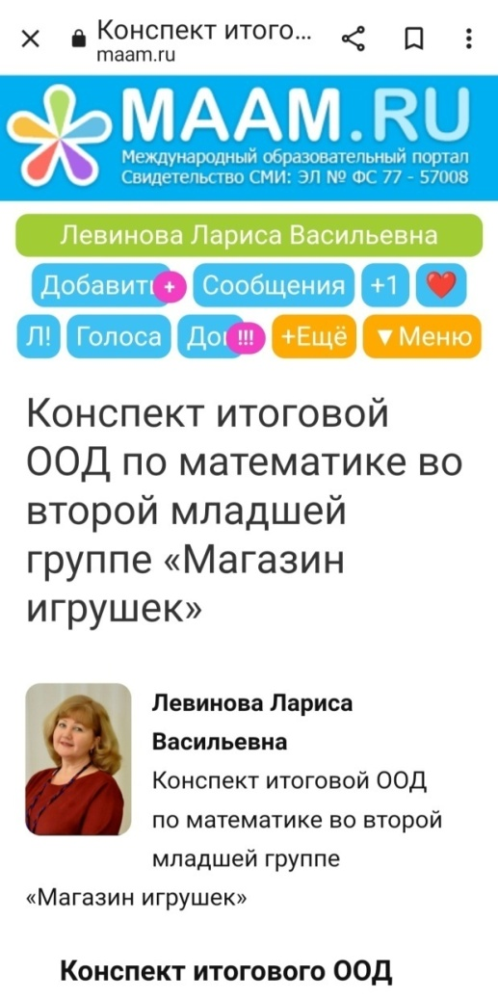 Конспект итого...
maam.ru
MAAM.RU
Международный образовательный портал
Свидетельство СМИ: ЭЛ № ФС 77 - 57008
Левинова Лариса Васильевна
Добавить + Сообщения +1
Л! Голоса !!! +Ещё ▼ Меню
Конспект итоговой
ООД по математике во
второй младшей
группе «Магазин
игрушек»
Левинова Лариса
Васильевна
Конспект итоговой ООД
по математике во второй
младшей группе
«Магазин игрушек»
Конспект итогового ООД